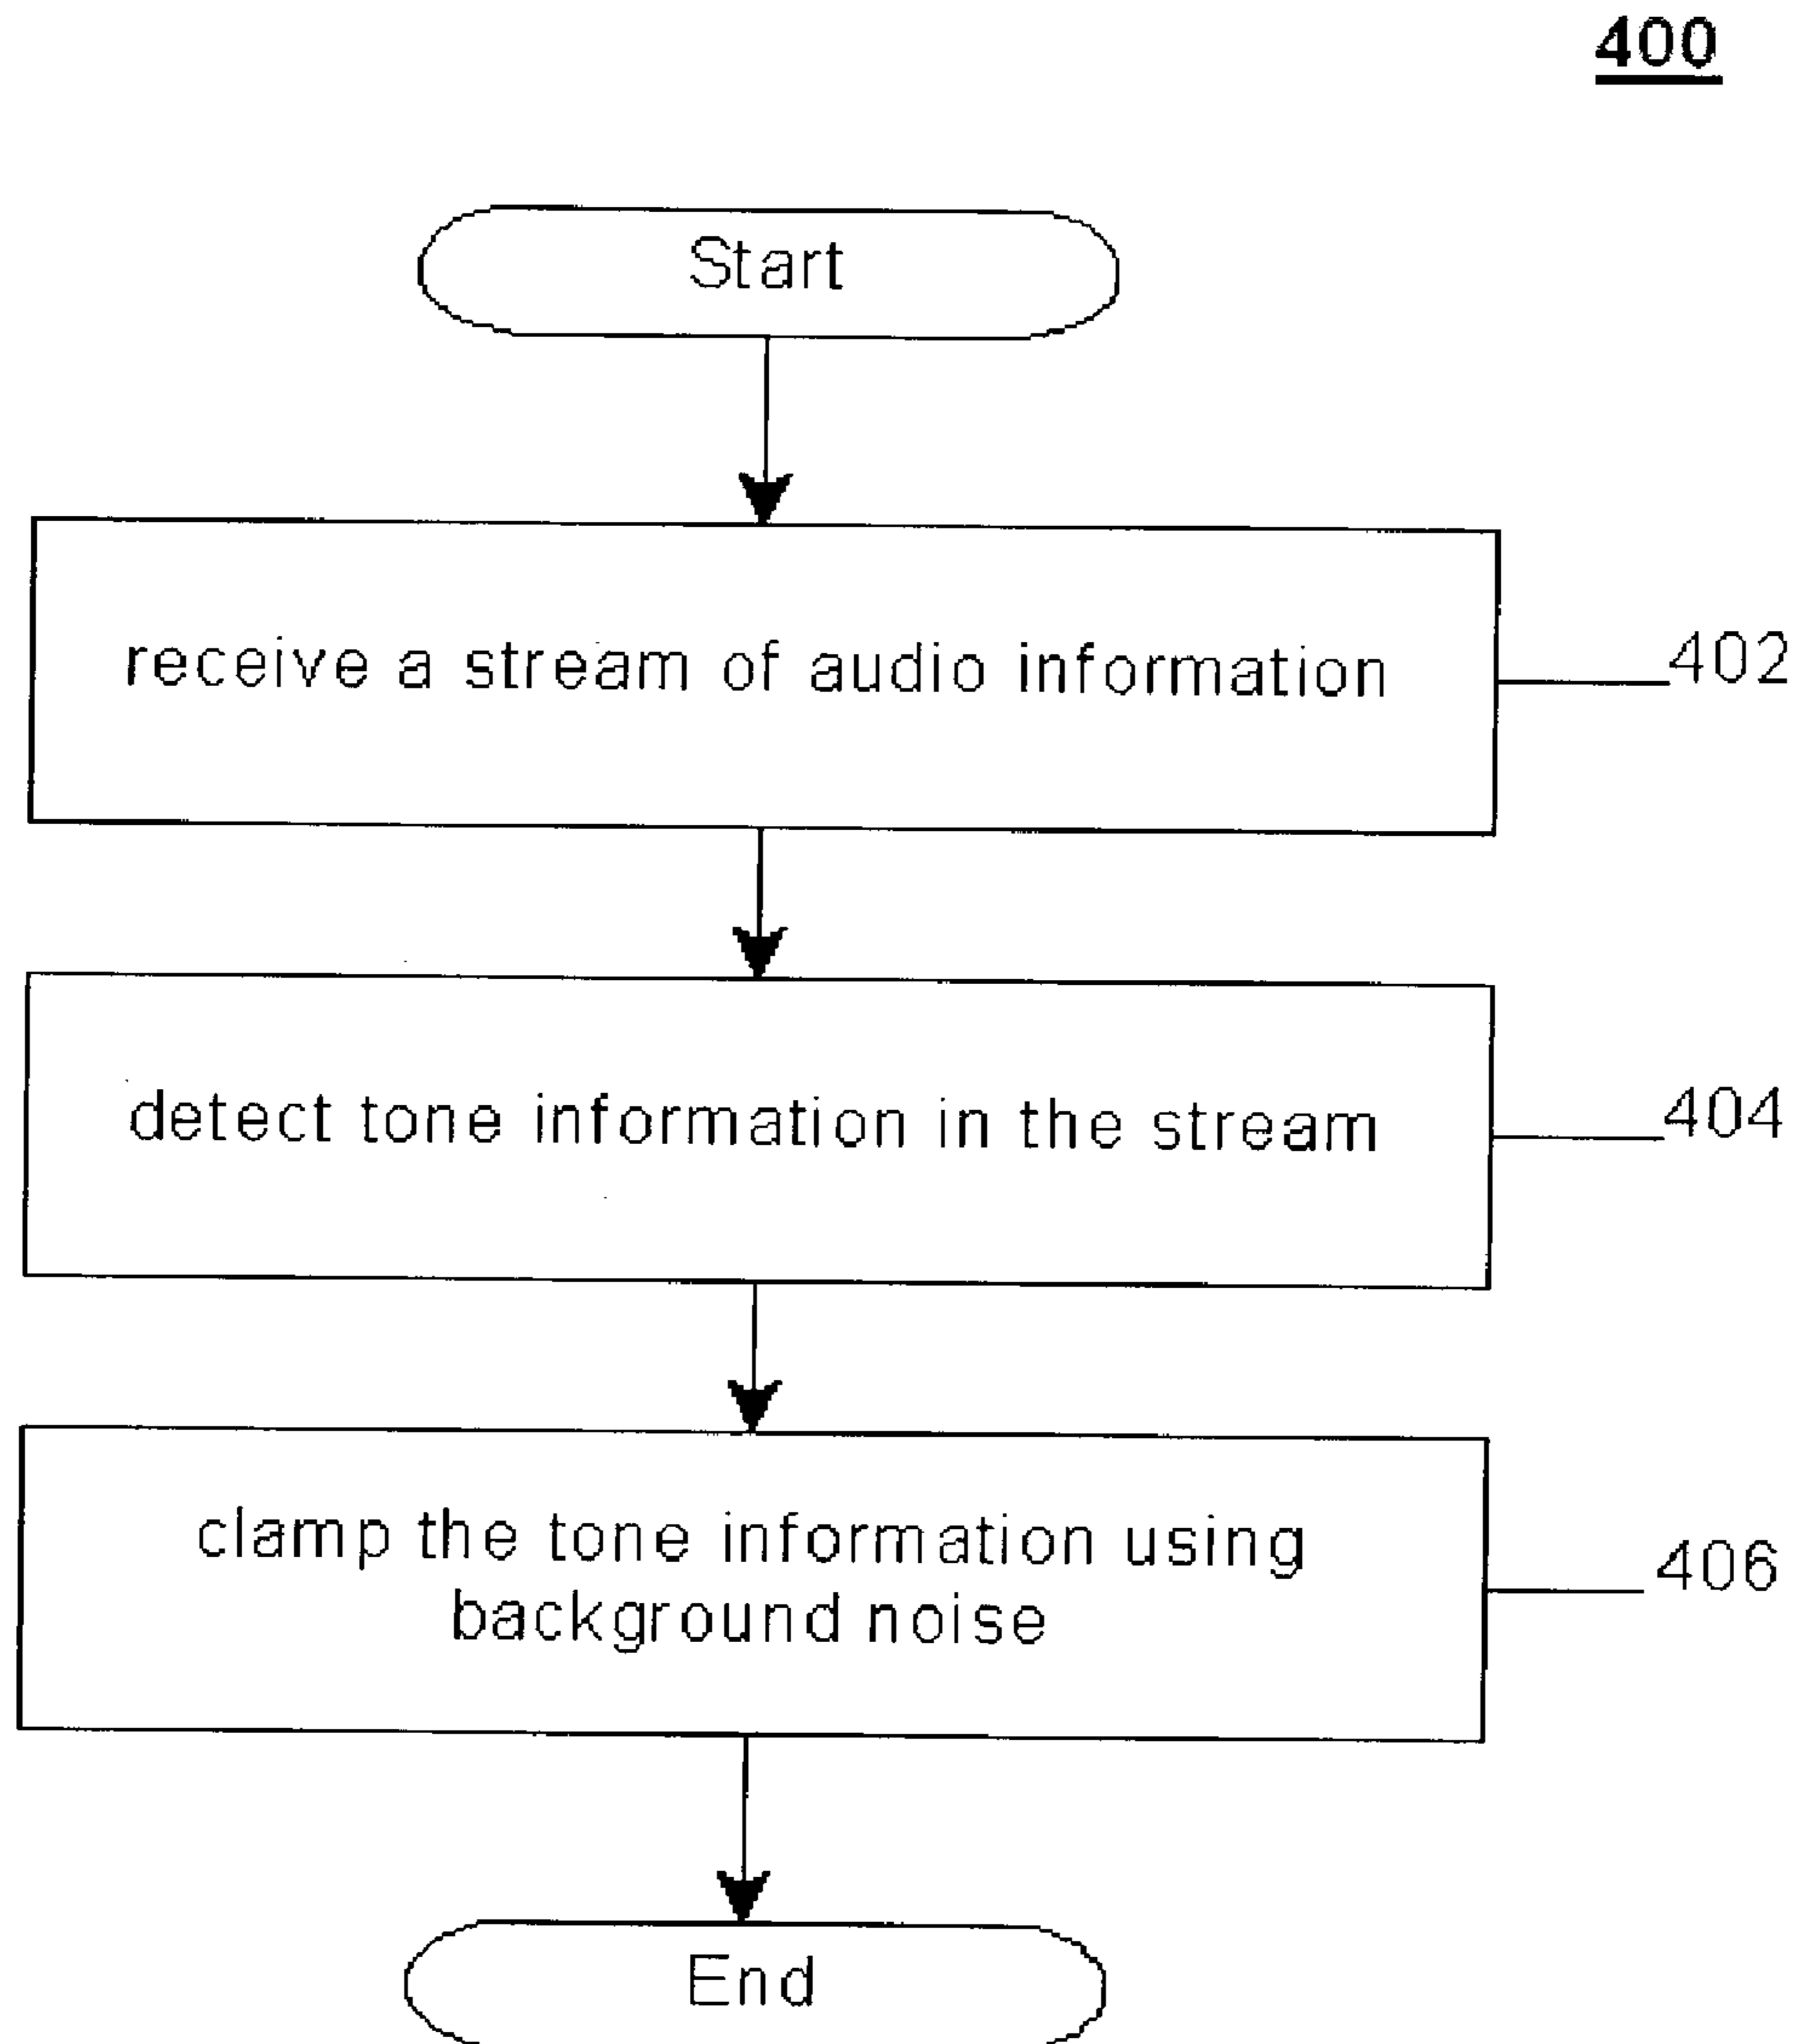 400
Start
receive a stream of audio information
402
detect tone information in the stream
404
clamp the tone information using
background noise
406
End